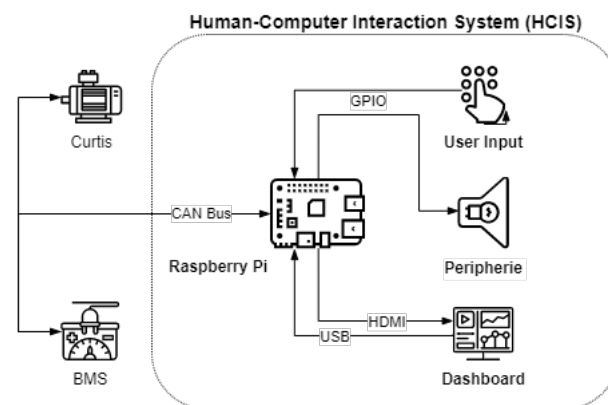 Human-Computer Interaction System (HCIS)
GPIO
Curtis
User Input
CAN Bus
Raspberry Pi
Peripherie
HDMI
USB
BMS
Dashboard